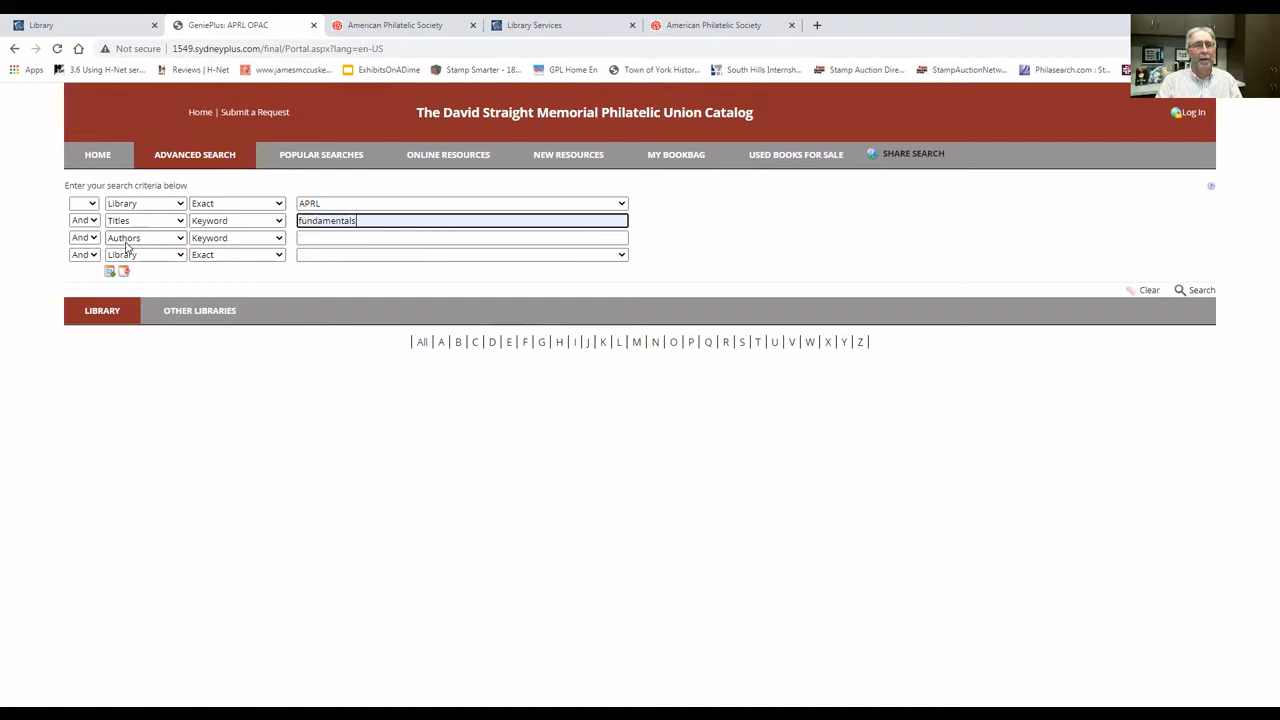 Library
GeniePlus: APRL OPAC
American Philatelic Society
Library Services
American Philatelic Society
Not secure | 1549.sydneyplus.com/final/Portal.aspx?lang=en-US
Apps 3.6 Using H-Net ser... Reviews | H-Net www.jamesmccuske... ExhibitsOnADime Stamp Smarter - 18... GPL Home En Town of York Histor... South Hills Internsh... Stamp Auction Dire... StampAuctionNetw... Philasearch.com : St...
Home | Submit a Request
The David Straight Memorial Philatelic Union Catalog
Log In
HOME ADVANCED SEARCH POPULAR SEARCHES ONLINE RESOURCES NEW RESOURCES MY BOOKBAG USED BOOKS FOR SALE SHARE SEARCH
Enter your search criteria below
Library Exact APRL
And Titles Keyword fundamentals
And Authors Keyword
And Library Exact
Clear Search
LIBRARY OTHER LIBRARIES
| All | A | B | C | D | E | F | G | H | I | J | K | L | M | N | O | P | Q | R | S | T | U | V | W | X | Y | Z |